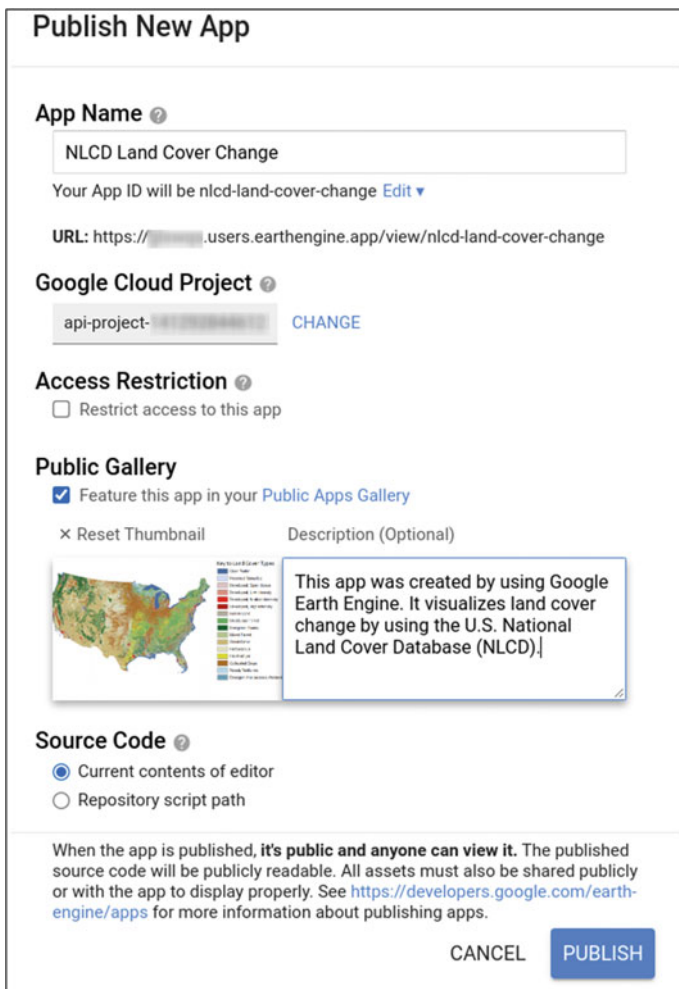 Publish New App
App Name
NLCD Land Cover Change
Your App ID will be nlcd-land-cover-change Edit ▾
URL: https:// .users.earthengine.app/view/nlcd-land-cover-change
Google Cloud Project
api-project- CHANGE
Access Restriction
Restrict access to this app
Public Gallery
Feature this app in your Public Apps Gallery
× Reset Thumbnail Description (Optional)
This app was created by using Google
Earth Engine. It visualizes land cover
change by using the U.S. National
Land Cover Database (NLCD).
Source Code
Current contents of editor
Repository script path
When the app is published, it's public and anyone can view it. The published
source code will be publicly readable. All assets must also be shared publicly
or with the app to display properly. See https://developers.google.com/earth-
engine/apps for more information about publishing apps.
CANCEL PUBLISH